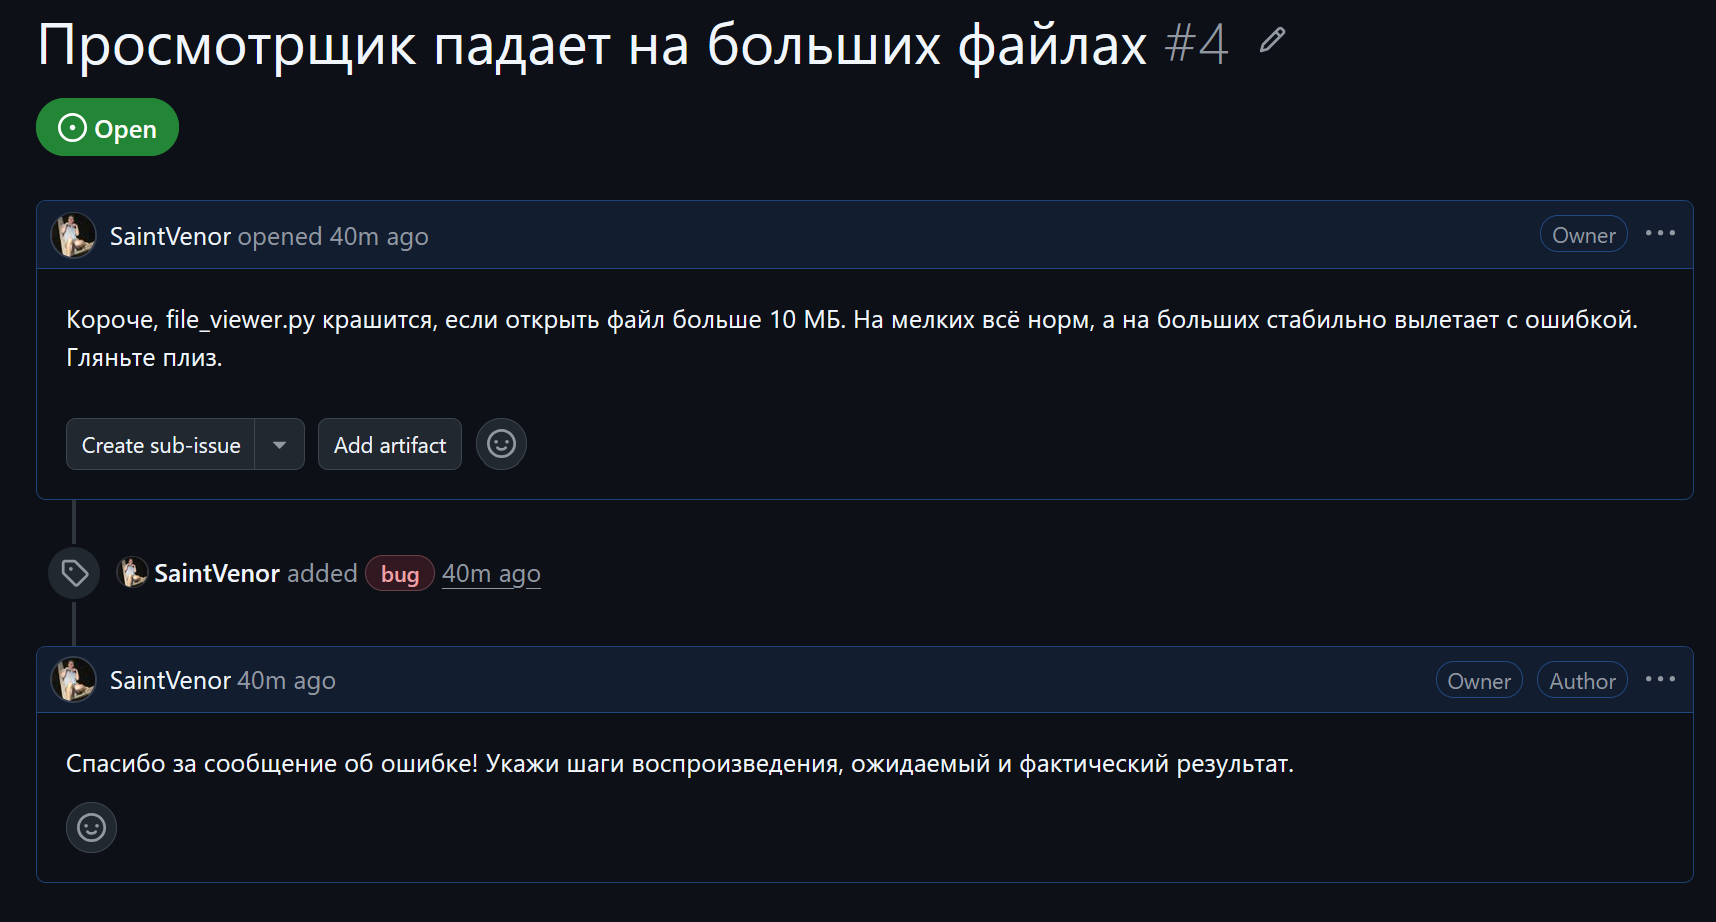 Просмотрщик падает на больших файлах #4
Open
SaintVenor opened 40m ago
Owner
Короче, file_viewer.py крашится, если открыть файл больше 10 МБ. На мелких всё норм, а на больших стабильно вылетает с ошибкой.
Гляньте плиз.
Create sub-issue
Add artifact
SaintVenor added bug 40m ago
SaintVenor 40m ago
Owner
Author
Спасибо за сообщение об ошибке! Укажи шаги воспроизведения, ожидаемый и фактический результат.